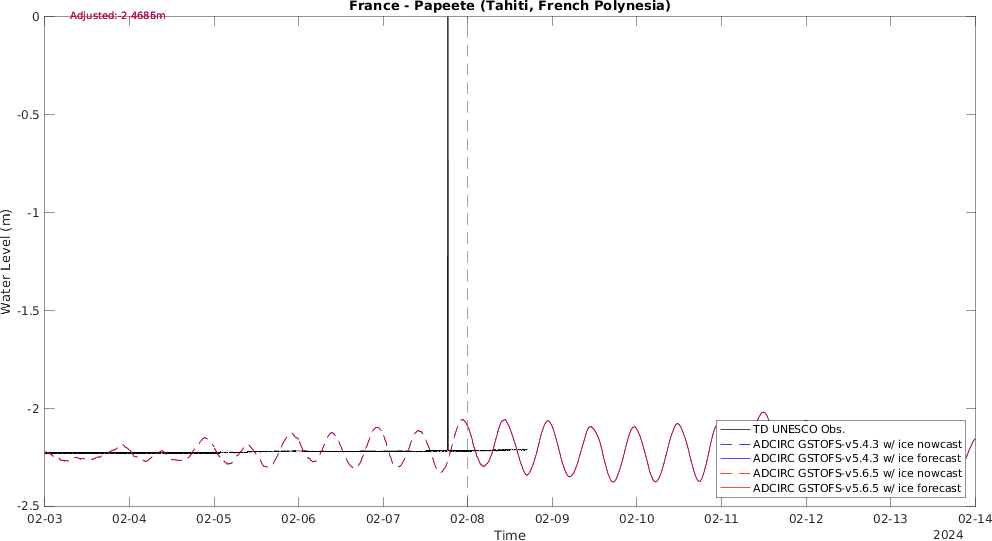 France - Papeete (Tahiti, French Polynesia)
Adjusted:
0
-0.5
-1
-1.5
-2
-2.5
Water Level (m)
02-03 02-04 02-05 02-06 02-07 02-08 02-09 02-10 02-11 02-12 02-13 02-14
Time
2024
TD UNESCO Obs.
ADCIRC GSTOFS-v5.4.3 w/ ice nowcast
ADCIRC GSTOFS-v5.4.3 w/ ice forecast
ADCIRC GSTOFS-v5.6.5 w/ ice nowcast
ADCIRC GSTOFS-v5.6.5 w/ ice forecast